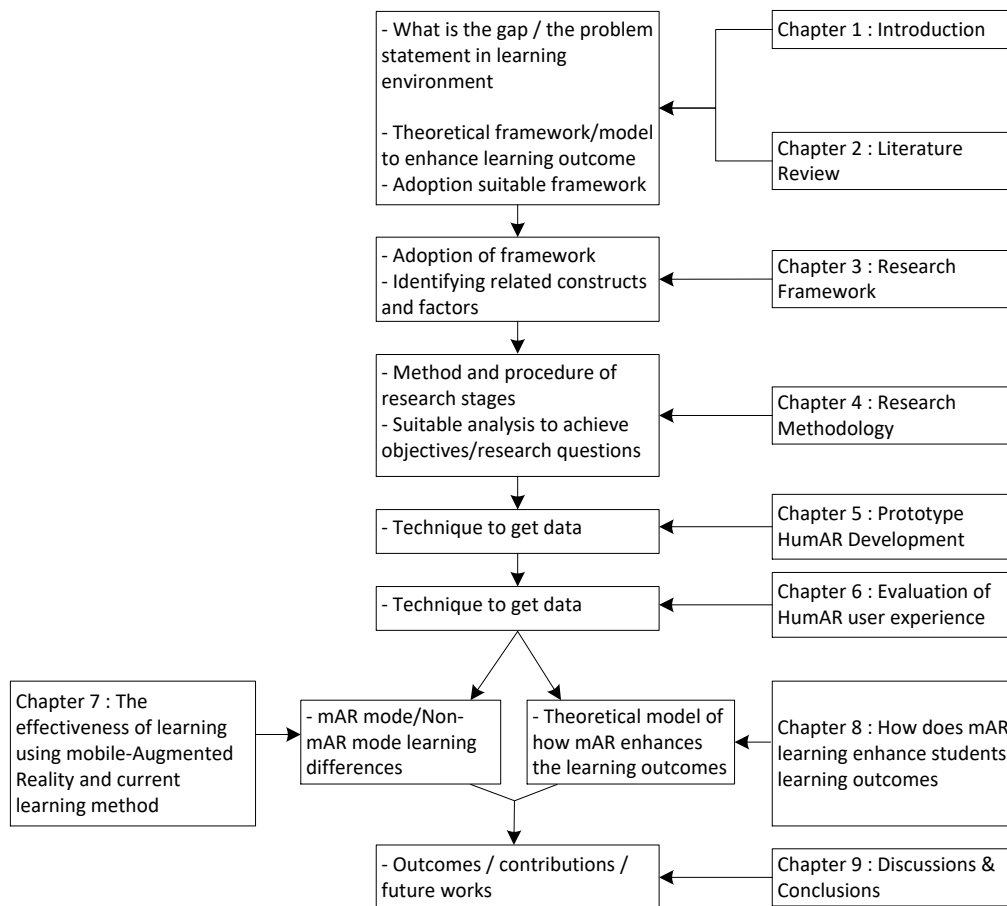 - What is the gap / the problem
statement in learning
environment
- Theoretical framework/model
to enhance learning outcome
- Adoption suitable framework
Chapter 1 : Introduction
Chapter 2 : Literature
Review
- Adoption of framework
- Identifying related constructs
and factors
Chapter 3 : Research
Framework
- Method and procedure of
research stages
- Suitable analysis to achieve
objectives/research questions
Chapter 4 : Research
Methodology
- Technique to get data
Chapter 5 : Prototype
HumAR Development
- Technique to get data
Chapter 6 : Evaluation of
HumAR user experience
Chapter 7 : The
effectiveness of learning
using mobile-Augmented
Reality and current
learning method
- mAR mode/Non-
mAR mode learning
differences
- Theoretical model of
how mAR enhances
the learning outcomes
Chapter 8 : How does mAR
learning enhance students
learning outcomes
- Outcomes / contributions /
future works
Chapter 9 : Discussions &
Conclusions